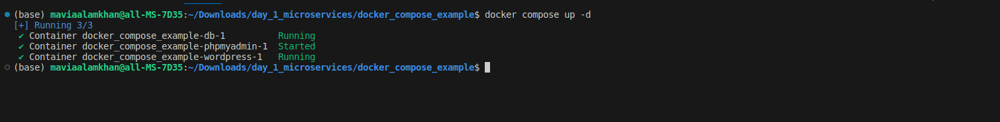 (base) maviaalamkhan@all-MS-7D35:~/Downloads/day_1_microservices/docker_compose_example$ docker compose up -d
[+] Running 3/3
✔ Container docker_compose_example-db-1 Running
✔ Container docker_compose_example-phpmyadmin-1 Started
✔ Container docker_compose_example-wordpress-1 Running
(base) maviaalamkhan@all-MS-7D35:~/Downloads/day_1_microservices/docker_compose_example$